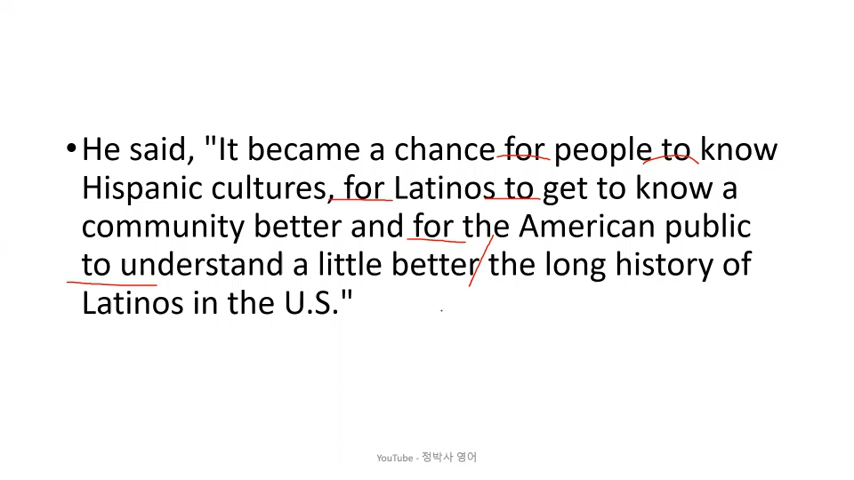 •He said, "It became a chance for people to know
Hispanic cultures, for Latinos to get to know a
community better and for the American public
to understand a little better the long history of
Latinos in the U.S."
YouTube - 정박사 영어